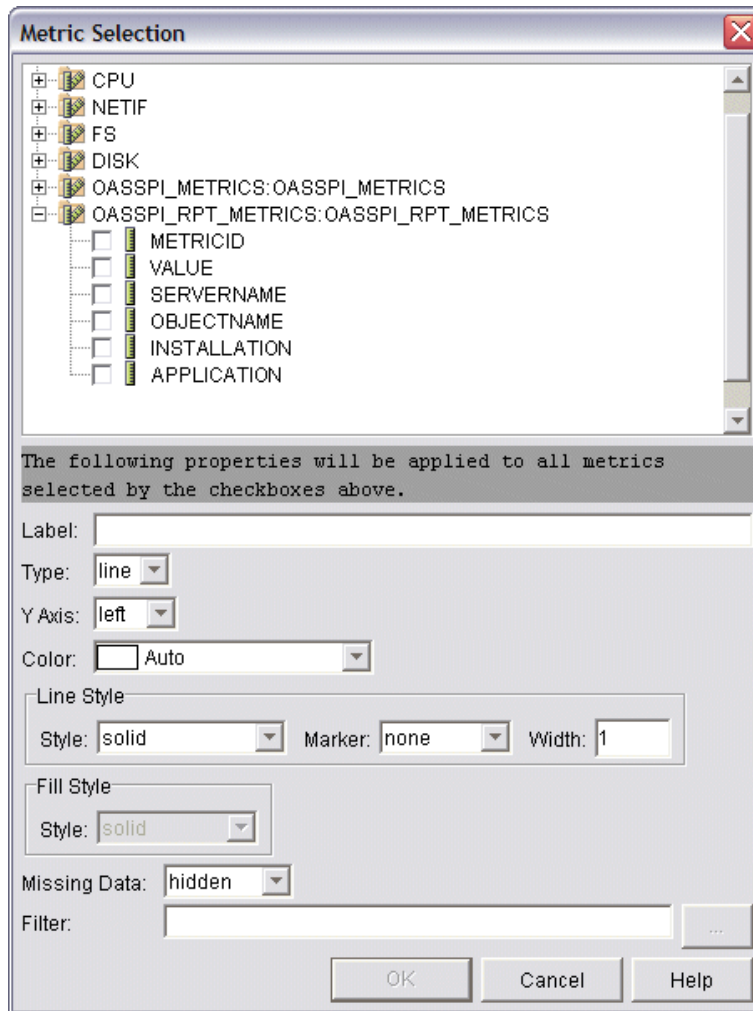 Metric Selection
CPU
NETIF
FS
DISK
OASSPI_METRICS:OASSPI_METRICS
OASSPI_RPT_METRICS:OASSPI_RPT_METRICS
METRICID
VALUE
SERVERNAME
OBJECTNAME
INSTALLATION
APPLICATION
The following properties will be applied to all metrics
selected by the checkboxes above.
Label:
Type: line
Y Axis: left
Color: Auto
Line Style
Style: solid Marker: none Width: 1
Fill Style
Style: solid
Missing Data: hidden
Filter: ...
OK Cancel Help